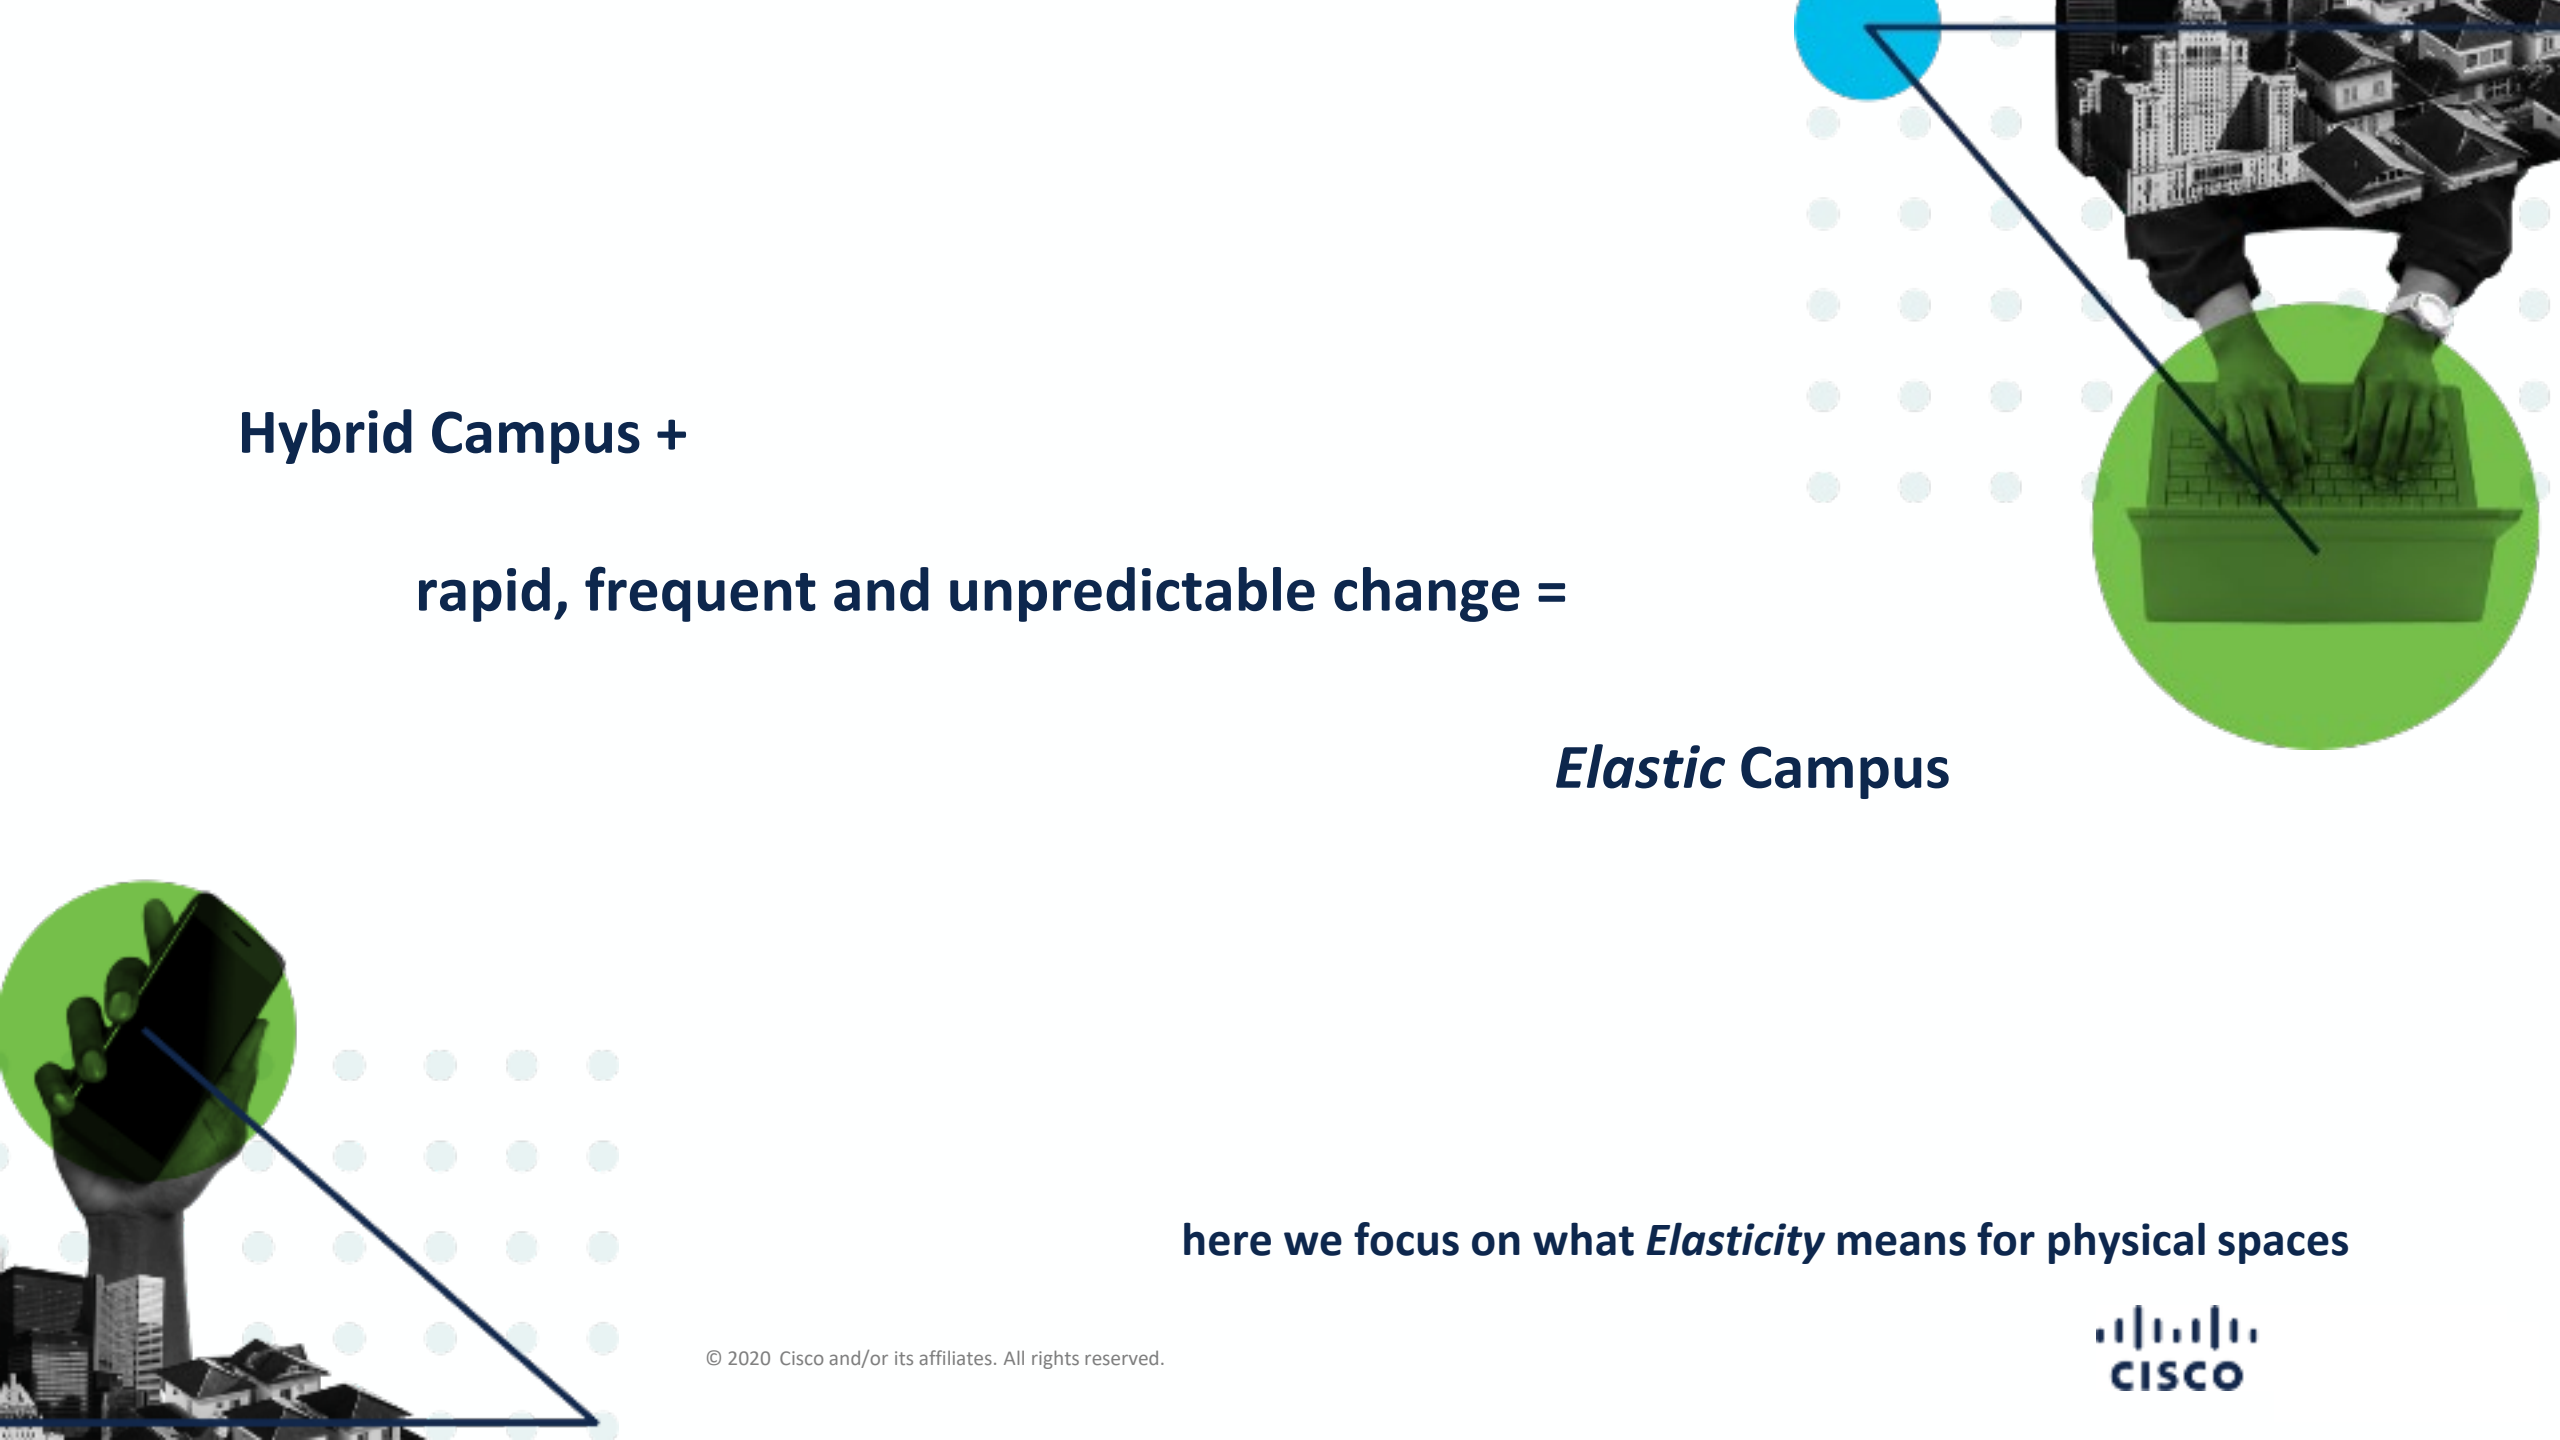 Hybrid Campus +
rapid, frequent and unpredictable change =
Elastic Campus
here we focus on what Elasticity means for physical spaces
© 2020 Cisco and/or its affiliates. All rights reserved.
CISCO